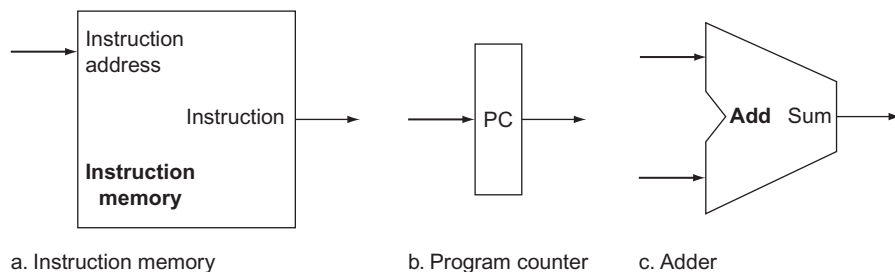 Instruction
address
Instruction
Instruction
memory
PC
Add Sum
a. Instruction memory
b. Program counter
c. Adder